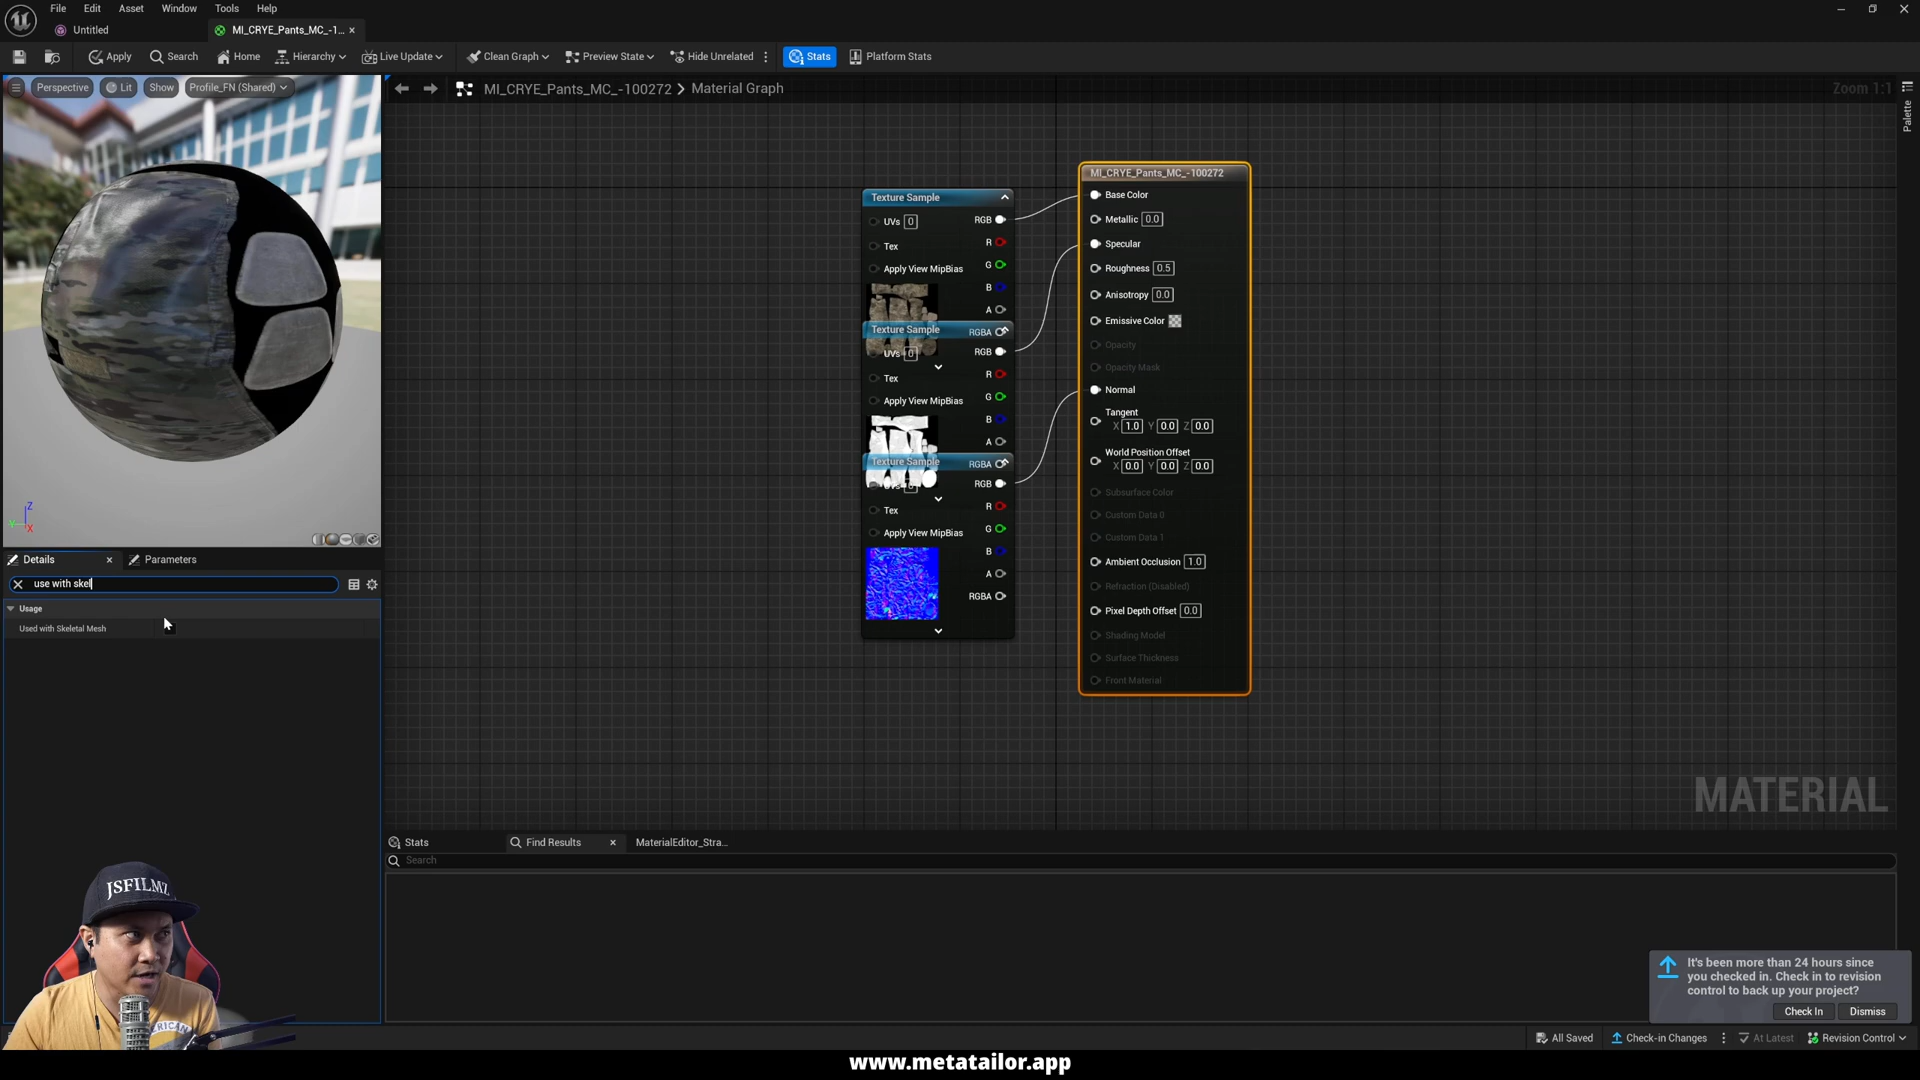 File Edit Asset Window Tools Help
Untitled
MI_CRYE_Pants_MC_-1...
Apply
Search
Home
Hierarchy
Live Update
Clean Graph
Preview State
Hide Unrelated
Stats
Platform Stats
Perspective
Lit
Show
Profile_FN (Shared)
MI_CRYE_Pants_MC_-100272 > Material Graph
Zoom 1:1
Palette
Texture Sample
UVs 0
RGB
Tex
R
Apply View MipBias
G
B
A
Texture Sample
RGBA
UVs 0
RGB
Tex
R
Apply View MipBias
G
B
A
Texture Sample
RGBA
UVs 0
RGB
Tex
R
Apply View MipBias
G
B
A
RGBA
MI_CRYE_Pants_MC_-100272
Base Color
Metallic 0.0
Specular
Roughness 0.5
Anisotropy 0.0
Emissive Color
Opacity
Opacity Mask
Normal
Tangent
X 1.0 Y 0.0 Z 0.0
World Position Offset
X 0.0 Y 0.0 Z 0.0
Subsurface Color
Custom Data 0
Custom Data 1
Ambient Occlusion 1.0
Refraction (Disabled)
Pixel Depth Offset 0.0
Shading Model
Surface Thickness
Front Material
MATERIAL
Z
Y
X
Details
Parameters
use with skel
Usage
Used with Skeletal Mesh
Stats
Find Results
MaterialEditor_Stra...
Search
It's been more than 24 hours since
you checked in. Check in to revision
control to back up your project?
Check In
Dismiss
All Saved
Check-in Changes
At Latest
Revision Control
JSFILMZ
www.metatailor.app